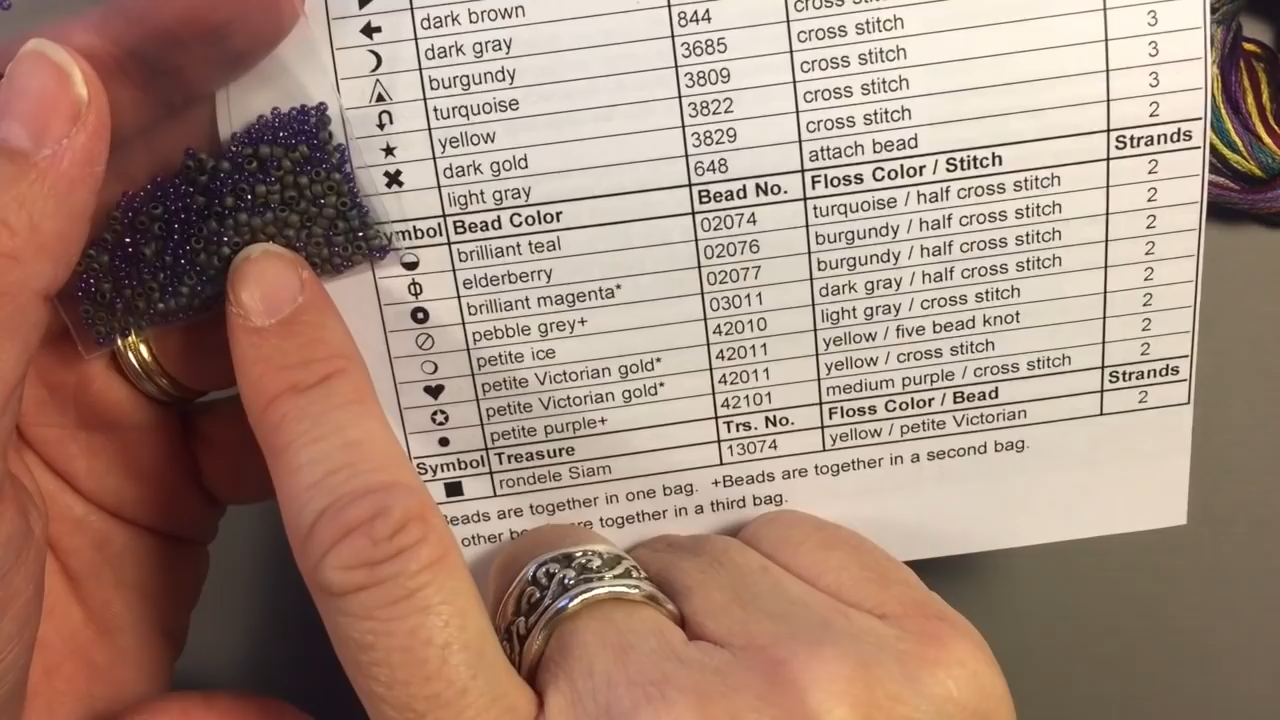 dark brown
dark gray 844 cross
burgundy 3685 cross stitch
turquoise 3809 cross stitch 3
yellow 3822 cross stitch 3
dark gold 3829 cross stitch 3
light gray 648 attach bead 2
Symbol Bead Color Bead No. Floss Color / Stitch Strands
brilliant teal 02074 turquoise / half cross stitch 2
elderberry 02076 burgundy / half cross stitch 2
brilliant magenta* 02077 burgundy / half cross stitch 2
pebble grey+ 03011 dark gray / half cross stitch 2
petite ice 42010 light gray / cross stitch 2
petite Victorian gold* 42011 yellow / five bead knot 2
petite Victorian gold* 42011 yellow / cross stitch 2
petite purple+ 42101 medium purple / cross stitch 2
Symbol Treasure Trs. No. Floss Color / Bead Strands
rondele Siam 13074 yellow / petite Victorian 2
Beads are together in one bag. +Beads are together in a second bag.
other together in a third bag.